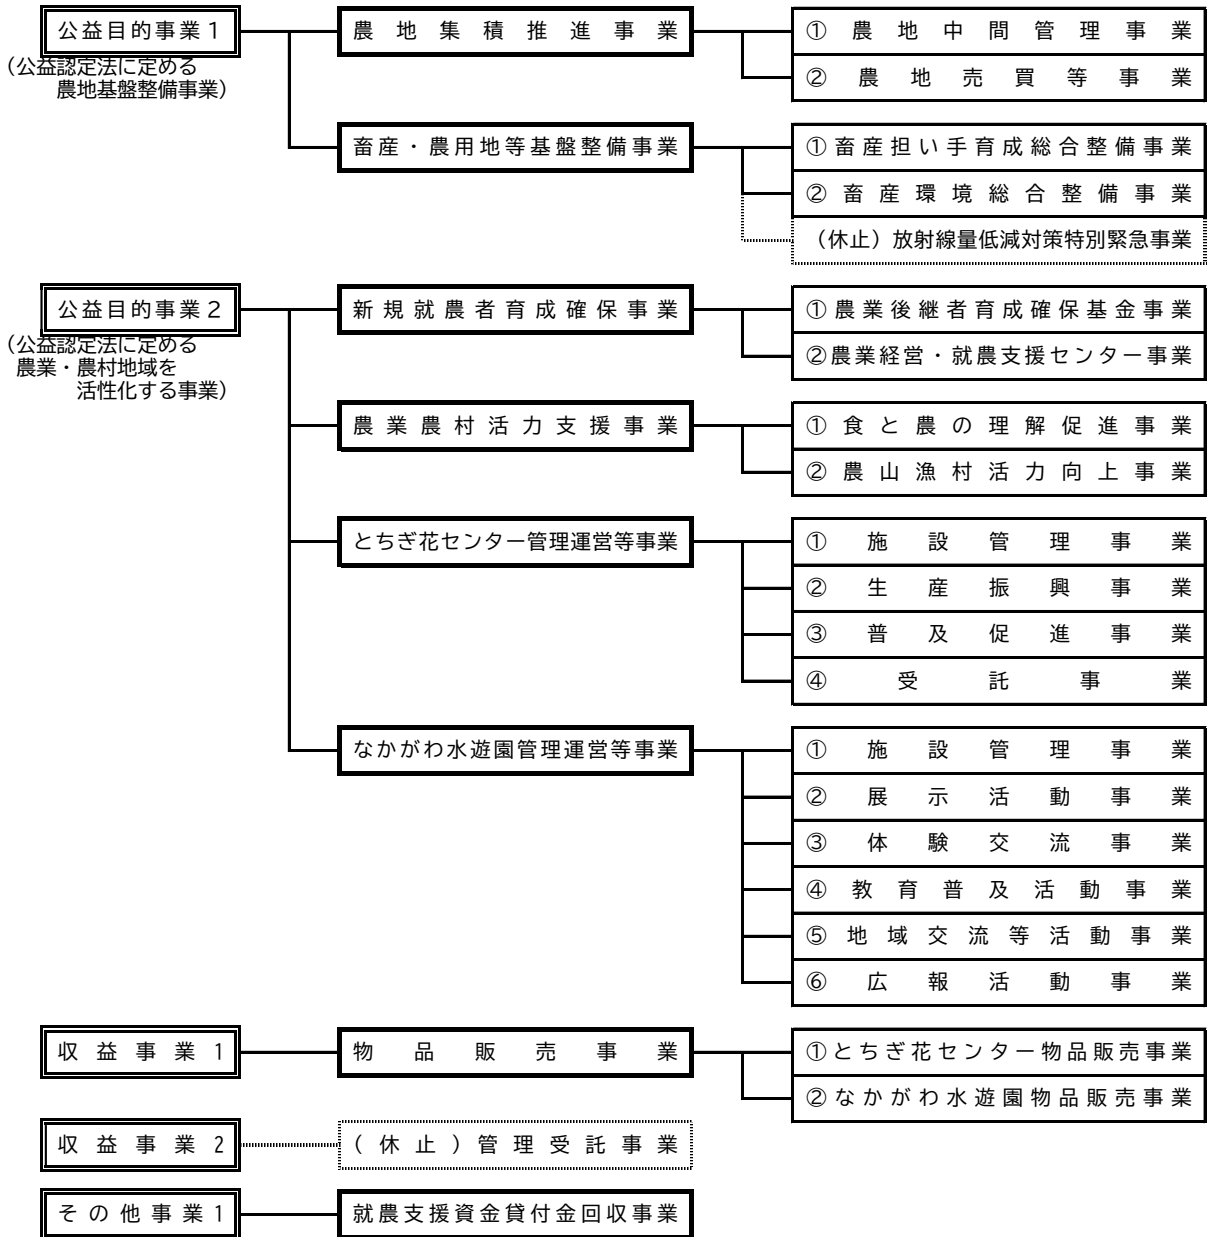 公益目的事業1
農地集積推進事業
①農地中間管理事業
（公益認定法に定める
農地基盤整備事業）
②農地売買等事業
畜産・農用地等基盤整備事業
①畜産担い手育成総合整備事業
②畜産環境総合整備事業
（休止）放射線量低減対策特別緊急事業
公益目的事業2
新規就農者育成確保事業
①農業後継者育成確保基金事業
（公益認定法に定める
農業・農村地域を
活性化する事業）
②農業経営・就農支援センター事業
農業農村活力支援事業
①食と農の理解促進事業
②農山漁村活力向上事業
とちぎ花センター管理運営等事業
①施設管理事業
②生産振興事業
③普及促進事業
④受託事業
なかがわ水遊園管理運営等事業
①施設管理事業
②展示活動事業
③体験交流事業
④教育普及活動事業
⑤地域交流等活動事業
⑥広報活動事業
収益事業1
物品販売事業
①とちぎ花センター物品販売事業
②なかがわ水遊園物品販売事業
収益事業2
（休止）管理受託事業
その他事業1
就農支援資金貸付金回収事業